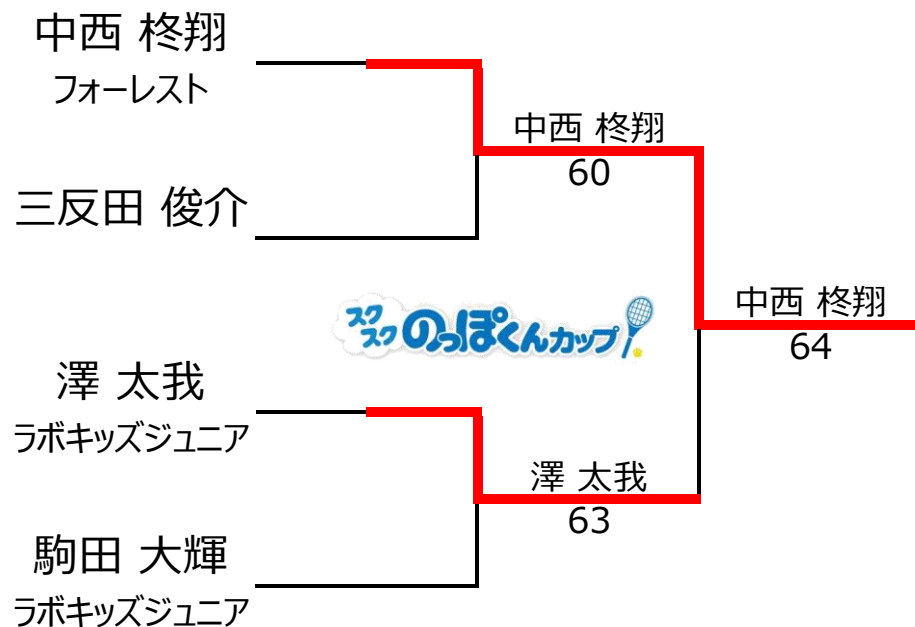 中西 柊翔
フォーレスト
中西 柊翔
60
三反田 俊介
スク
スク のっぽくんカップ
中西 柊翔
64
澤 太我
ラボキッズジュニア
澤 太我
63
駒田 大輝
ラボキッズジュニア